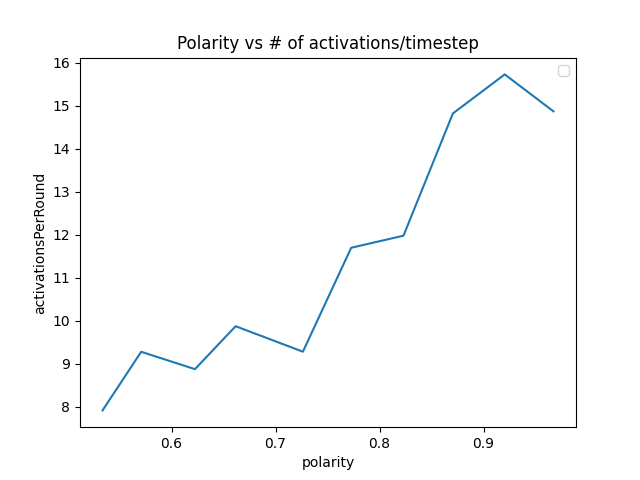 Polarity vs # of activations/timestep
16
15
14
13
12
11
10
9
8
activationsPerRound
0.6 0.7 0.8 0.9
polarity